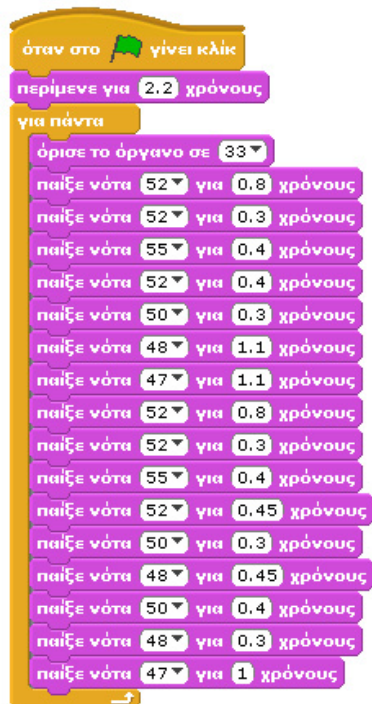 όταν στο γίνει κλίκ
περίμενε για 2.2 χρόνους
για πάντα
όρισε το όργανο σε 33
παίξε νότα 52 για 0.8 χρόνους
παίξε νότα 52 για 0.3 χρόνους
παίξε νότα 55 για 0.4 χρόνους
παίξε νότα 52 για 0.4 χρόνους
παίξε νότα 50 για 0.3 χρόνους
παίξε νότα 48 για 1.1 χρόνους
παίξε νότα 47 για 1.1 χρόνους
παίξε νότα 52 για 0.8 χρόνους
παίξε νότα 52 για 0.3 χρόνους
παίξε νότα 55 για 0.4 χρόνους
παίξε νότα 52 για 0.45 χρόνους
παίξε νότα 50 για 0.3 χρόνους
παίξε νότα 48 για 0.45 χρόνους
παίξε νότα 50 για 0.4 χρόνους
παίξε νότα 48 για 0.3 χρόνους
παίξε νότα 47 για 1 χρόνους